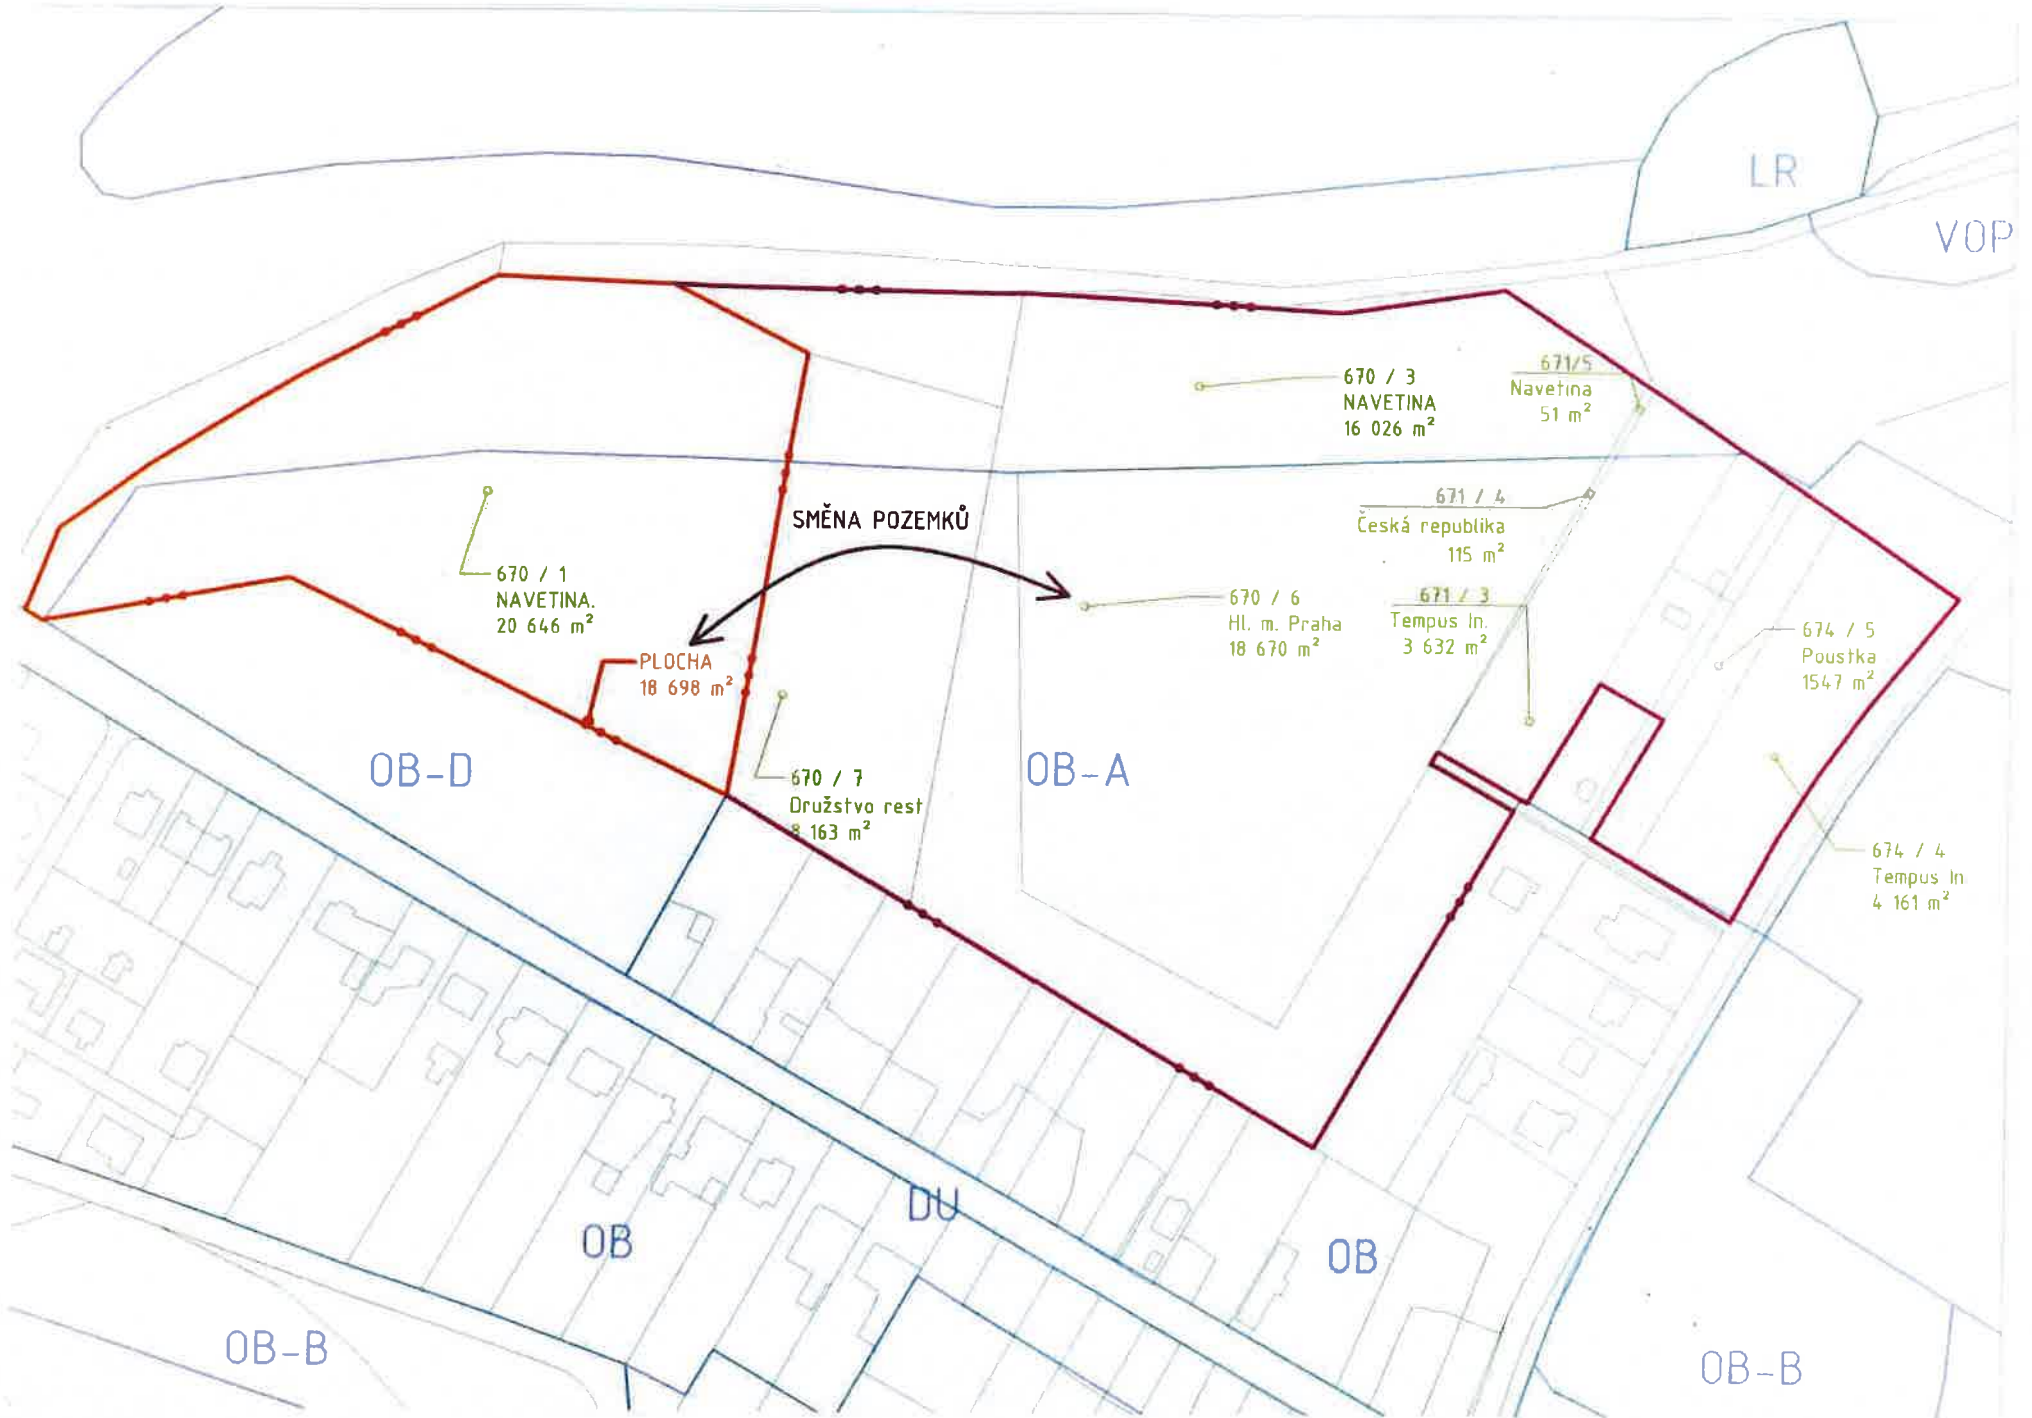 LR
VOP
670 / 3
NAVETINA
16 026 m²
671/5
Navetina
51 m²
671 / 4
Česká republika
115 m²
SMĚNA POZEMKŮ
670 / 1
NAVETINA.
20 646 m²
670 / 6
Hl. m. Praha
18 670 m²
671 / 3
Tempus In.
3 632 m²
674 / 5
Poustka
1547 m²
PLOCHA
18 698 m²
OB-D
670 / 7
Družstvo rest
8 163 m²
OB-A
674 / 4
Tempus In
4 161 m²
DU
OB
OB
OB-B
OB-B